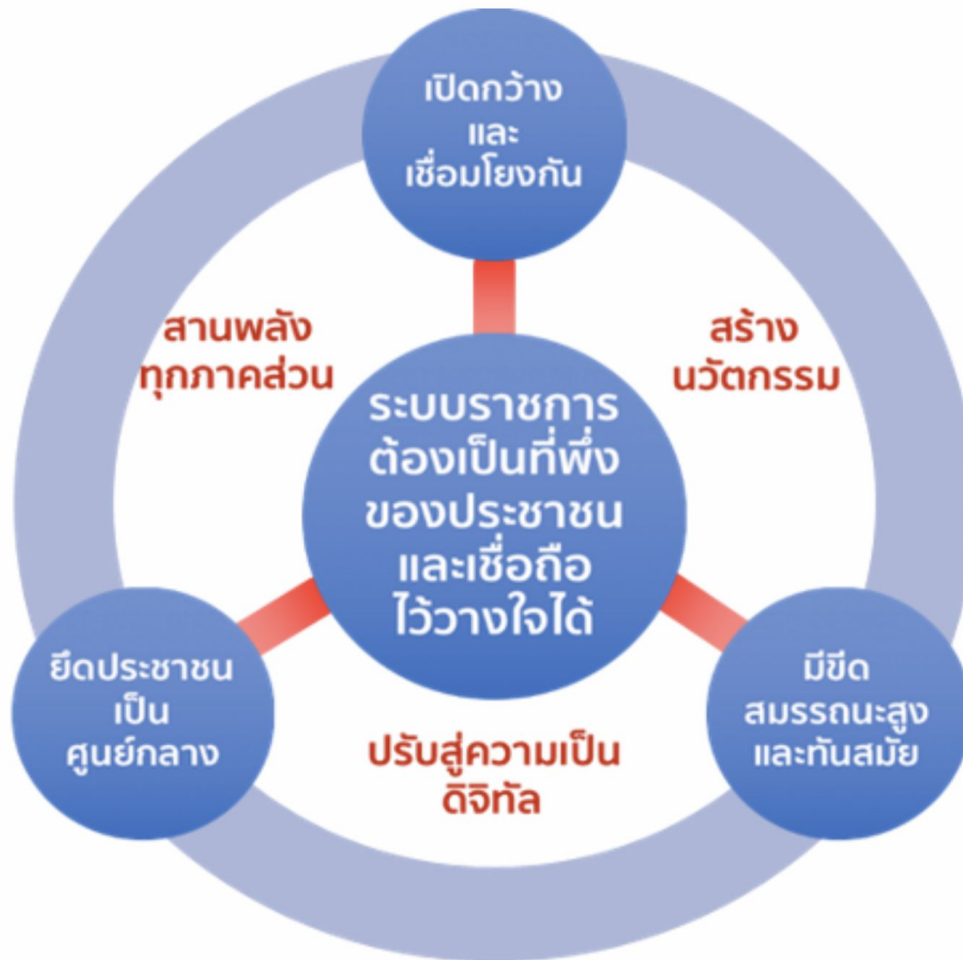 เปิดกว้าง
และ
เชื่อมโยงกัน
สานพลัง
ทุกภาคส่วน
สร้าง
นวัตกรรม
ระบบราชการ
ต้องเป็นที่พึ่ง
ของประชาชน
และเชื่อถือ
ไว้วางใจได้
ยึดประชาชน
เป็น
ศูนย์กลาง
มีขีด
สมรรถนะสูง
และทันสมัย
ปรับสู่ความเป็น
ดิจิทัล